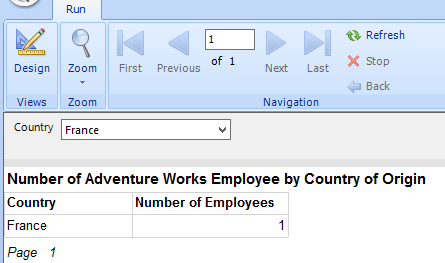 Run
Design
Zoom
First
Previous
1
of 1
Next
Last
Refresh
Stop
Back
Views
Zoom
Navigation
Country
France
Number of Adventure Works Employee by Country of Origin
Country Number of Employees
France 1
Page 1